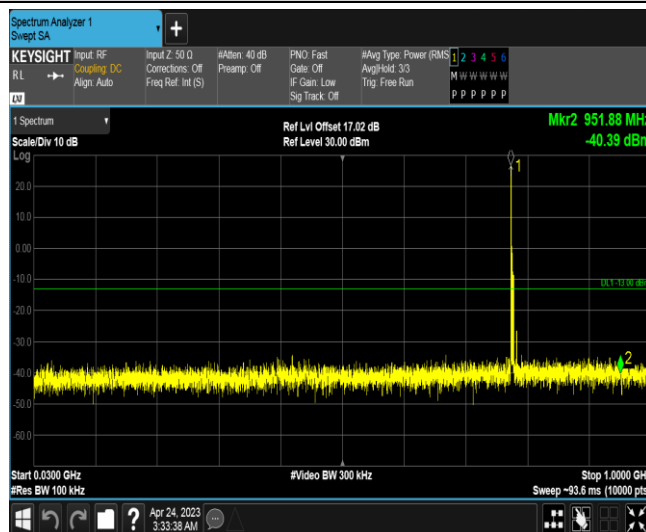 Spectrum Analyzer 1
Swept SA
+
KEYSIGHT Input: RF Input Z: 50 Ω #Atten: 40 dB PNO: Fast #Avg Type: Power (RMS 1 2 3 4 5 6
RL Coupling: DC Corrections: Off Preamp: Off Gate: Off Avg|Hold: 3/3 M W W W W W
Align: Auto Freq Ref: Int (S) IF Gain: Low Trig: Free Run
LXI Sig Track: Off P P P P P P
1 Spectrum Ref Lvl Offset 17.02 dB Mkr2 951.88 MHz
Scale/Div 10 dB Ref Level 30.00 dBm -40.39 dBm
Log
1
20.0
10.0
0.00
-10.0
DL1 -13.00 dBm
-20.0
-30.0
2
-40.0
-50.0
-60.0
Start 0.0300 GHz #Video BW 300 kHz Stop 1.0000 GH
#Res BW 100 kHz Sweep ~93.6 ms (10000 pts
? Apr 24, 2023
3:33:38 AM